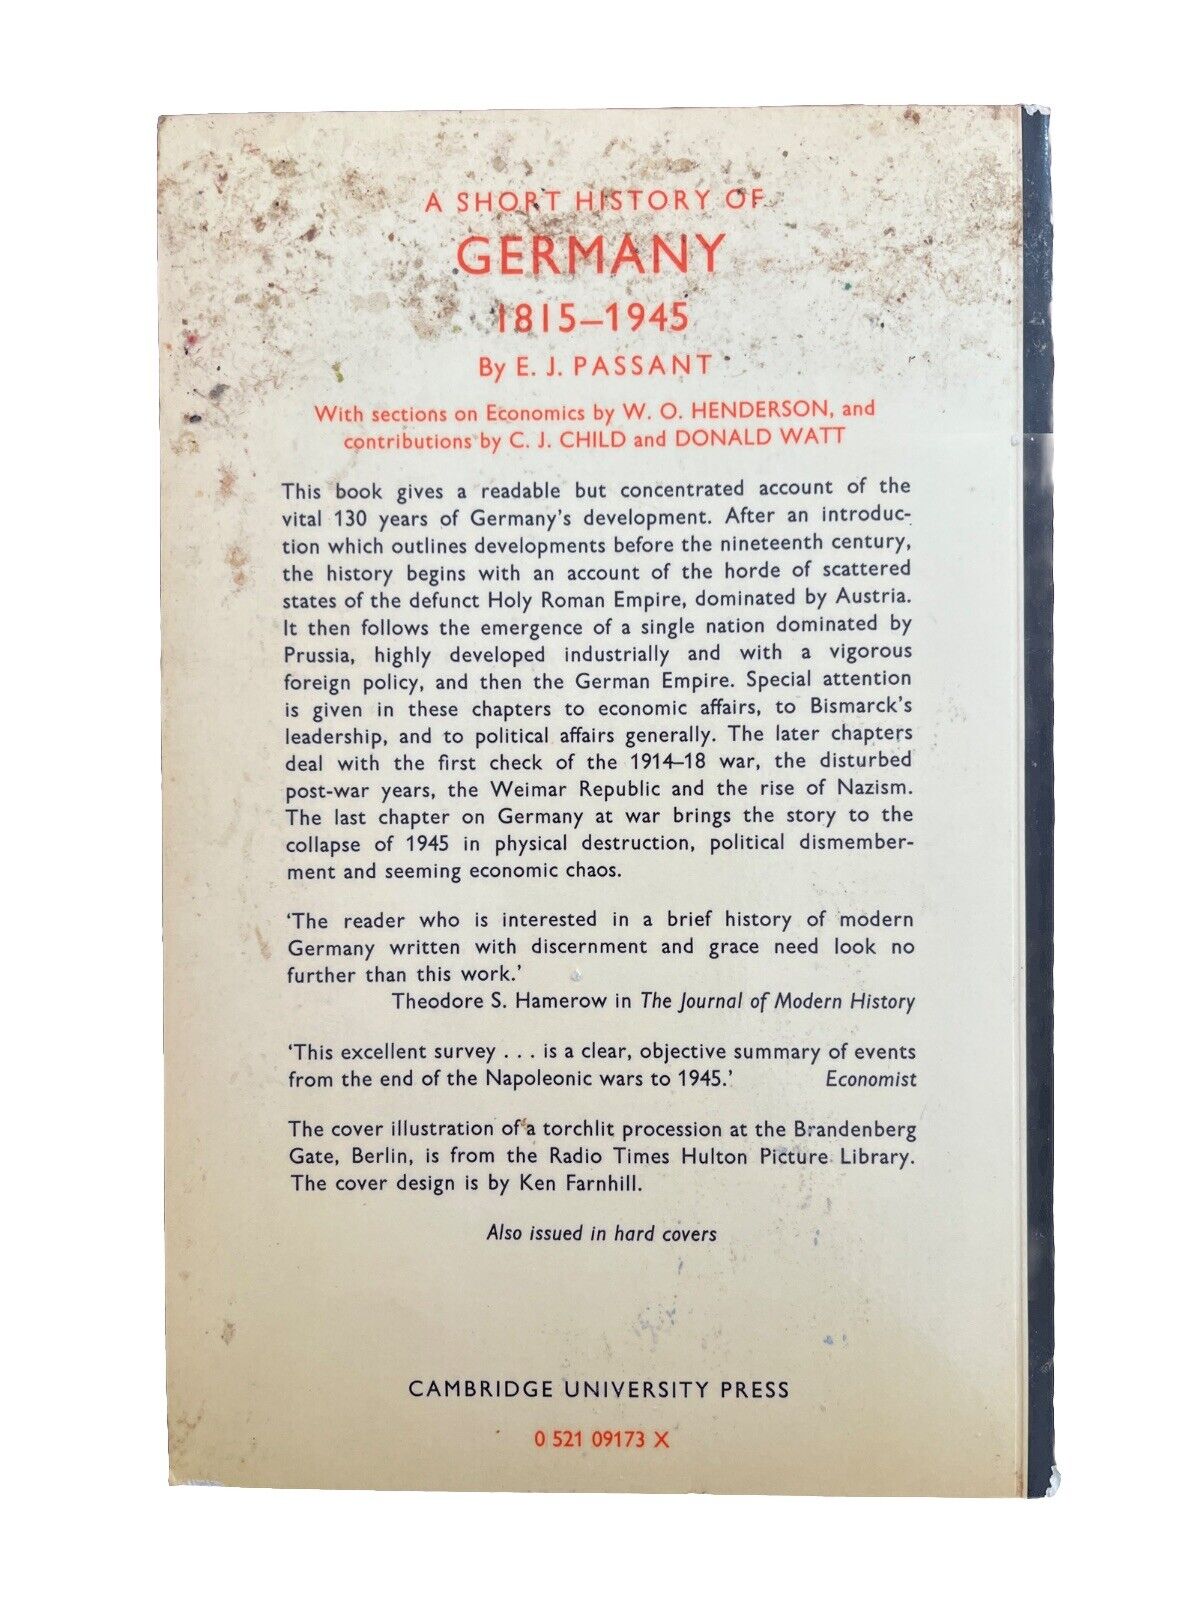 A SHORT HISTORY OF
GERMANY
1815–1945
By E. J. PASSANT
With sections on Economics by W. O. HENDERSON, and
contributions by C. J. CHILD and DONALD WATT
This book gives a readable but concentrated account of the
vital 130 years of Germany's development. After an introduc-
tion which outlines developments before the nineteenth century,
the history begins with an account of the horde of scattered
states of the defunct Holy Roman Empire, dominated by Austria.
It then follows the emergence of a single nation dominated by
Prussia, highly developed industrially and with a vigorous
foreign policy, and then the German Empire. Special attention
is given in these chapters to economic affairs, to Bismarck's
leadership, and to political affairs generally. The later chapters
deal with the first check of the 1914–18 war, the disturbed
post-war years, the Weimar Republic and the rise of Nazism.
The last chapter on Germany at war brings the story to the
collapse of 1945 in physical destruction, political dismember-
ment and seeming economic chaos.
'The reader who is interested in a brief history of modern
Germany written with discernment and grace need look no
further than this work.'
Theodore S. Hamerow in The Journal of Modern History
'This excellent survey . . . is a clear, objective summary of events
from the end of the Napoleonic wars to 1945.' Economist
The cover illustration of a torchlit procession at the Brandenberg
Gate, Berlin, is from the Radio Times Hulton Picture Library.
The cover design is by Ken Farnhill.
Also issued in hard covers
CAMBRIDGE UNIVERSITY PRESS
0 521 09173 X